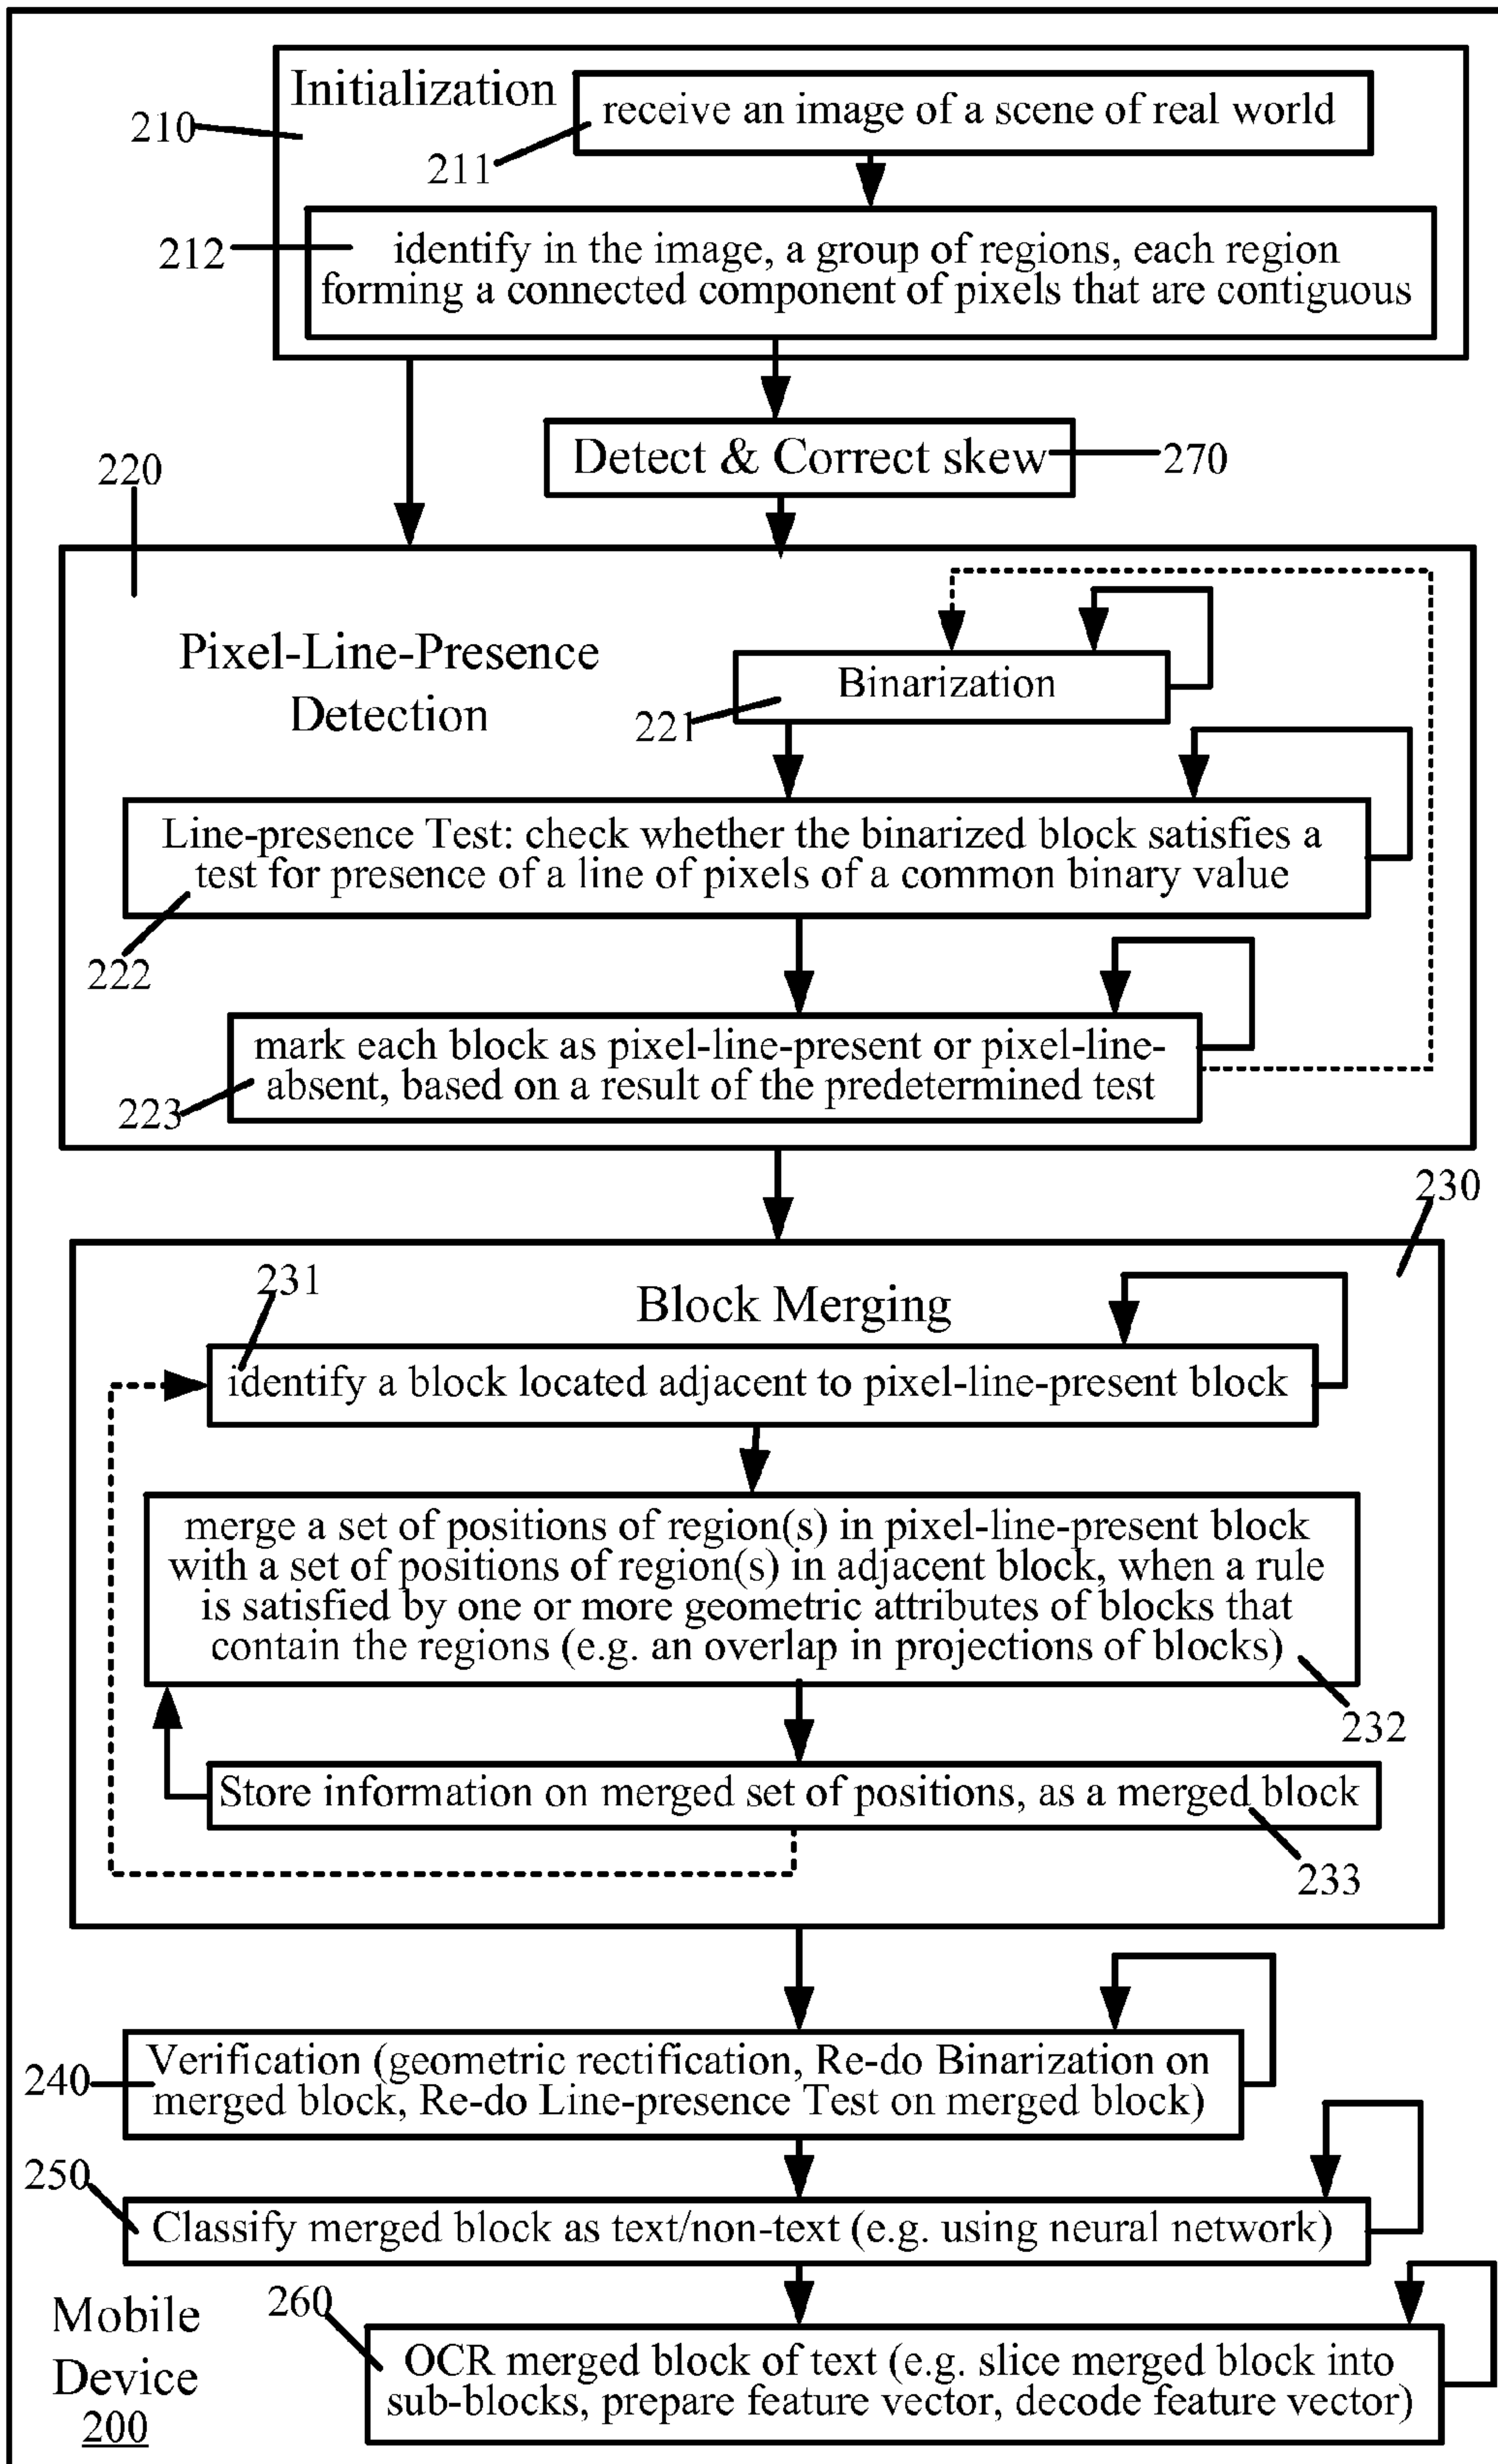 Initialization
receive an image of a scene of real world
210
211
212
identify in the image, a group of regions, each region
forming a connected component of pixels that are contiguous
Detect & Correct skew
270
220
Pixel-Line-Presence
Detection
Binarization
221
Line-presence Test: check whether the binarized block satisfies a
test for presence of a line of pixels of a common binary value
222
mark each block as pixel-line-present or pixel-line-
absent, based on a result of the predetermined test
223
230
231
Block Merging
identify a block located adjacent to pixel-line-present block
merge a set of positions of region(s) in pixel-line-present block
with a set of positions of region(s) in adjacent block, when a rule
is satisfied by one or more geometric attributes of blocks that
contain the regions (e.g. an overlap in projections of blocks)
232
Store information on merged set of positions, as a merged block
233
240
Verification (geometric rectification, Re-do Binarization on
merged block, Re-do Line-presence Test on merged block)
250
Classify merged block as text/non-text (e.g. using neural network)
260
OCR merged block of text (e.g. slice merged block into
sub-blocks, prepare feature vector, decode feature vector)
Mobile
Device
200